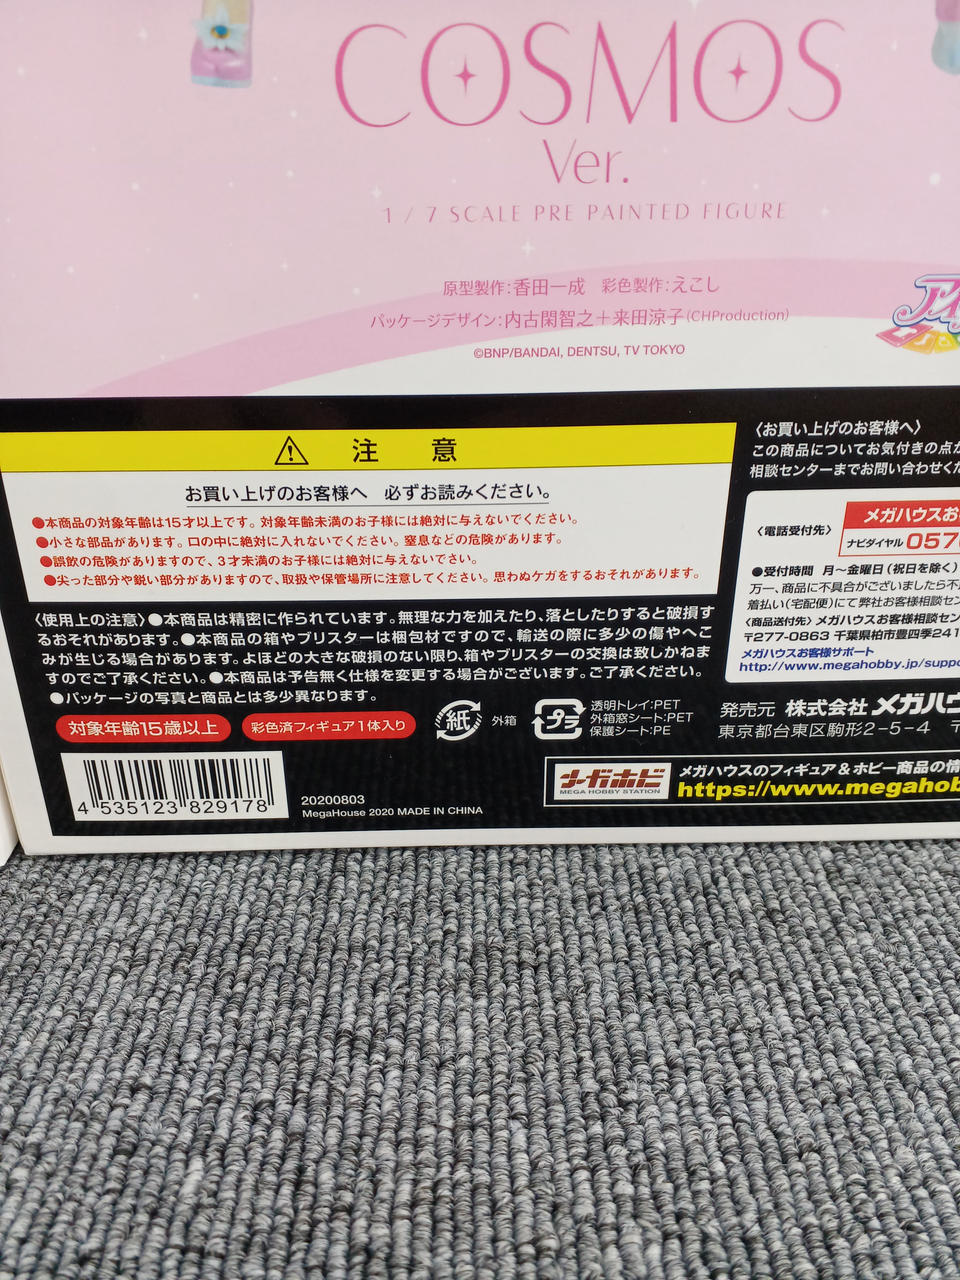 COSMOS
Ver.
1 / 7 SCALE PRE PAINTED FIGURE
原型製作：香田一成　彩色製作：えこし
パッケージデザイン：内古閑智之＋来田涼子(CHProduction)
©BNP/BANDAI, DENTSU, TV TOKYO
アイ
注 意
お買い上げのお客様へ　必ずお読みください。
●本商品の対象年齢は15才以上です。対象年齢未満のお子様には絶対に与えないでください。
●小さな部品があります。口の中に絶対に入れないでください。窒息などの危険があります。
●誤飲の危険がありますので、3才未満のお子様には絶対に与えないでさい。
●尖った部分や鋭い部分がありますので、取扱や保管場所に注意してください。思わぬケガをするおそれがあります。
〈使用上の注意〉●本商品は精密に作られています。無理な力を加えたり、落としたりすると破損す
るおそれがあります。●本商品の箱やブリスターは梱包材ですので、輸送の際に多少の傷やへこ
みが生じる場合があります。よほどの大きな破損のない限り、箱やブリスターの交換は致しかねま
すのでご了承ください。●本商品は予告無く仕様を変更する場合がございます。ご了承ください。
●パッケージの写真と商品とは多少異なります。
対象年齢15歳以上
彩色済フィギュア1体入り
紙
外箱
プラ
透明トレイ:PET
外箱窓シート:PET
保護シート:PE
4 535123 829178
20200803
MegaHouse 2020 MADE IN CHINA
〈お買い上げのお客様へ〉
この商品についてお気付きの点が
相談センターまでお問い合わせくだ
〈電話受付先〉
メガハウスお
ナビダイヤル 0570
●受付時間 月〜金曜日(祝日を除く)
万一、商品に不具合がございましたら不
着払い(宅配便)にて弊社お客様相談セン
〈商品送付先〉メガハウスお客様相談セン
〒277-0863 千葉県柏市豊四季241
メガハウスお客様サポート
http://www.megahobby.jp/suppo
発売元 株式会社メガハウ
東京都台東区駒形2-5-4 〒
メガホビ
MEGA HOBBY STATION
メガハウスのフィギュア＆ホビー商品の情
https://www.megahob